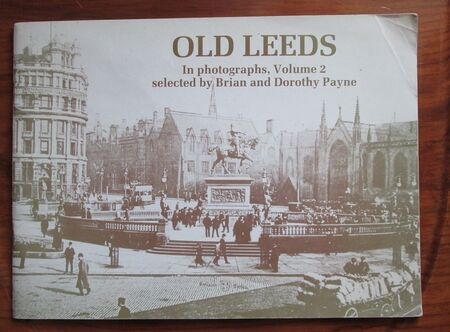 OLD LEEDS
In photographs, Volume 2
selected by Brian and Dorothy Payne